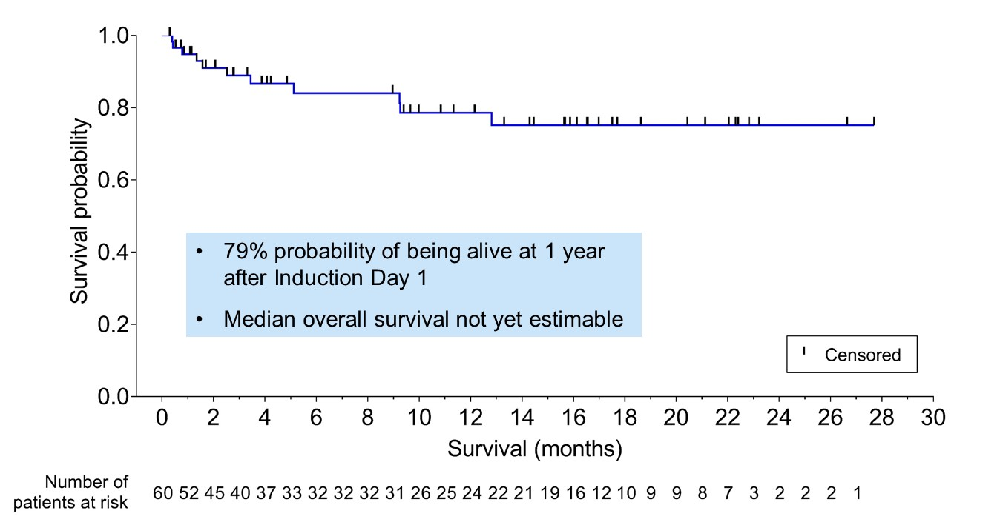 1.0
0.8
0.6
0.4
0.2
0.0
Survival probability
• 79% probability of being alive at 1 year
after Induction Day 1
• Median overall survival not yet estimable
Censored
0 2 4 6 8 10 12 14 16 18 20 22 24 26 28 30
Survival (months)
Number of
patients at risk
60 52 45 40 37 33 32 32 32 31 26 25 24 22 21 19 16 12 10 9 9 8 7 3 2 2 2 1